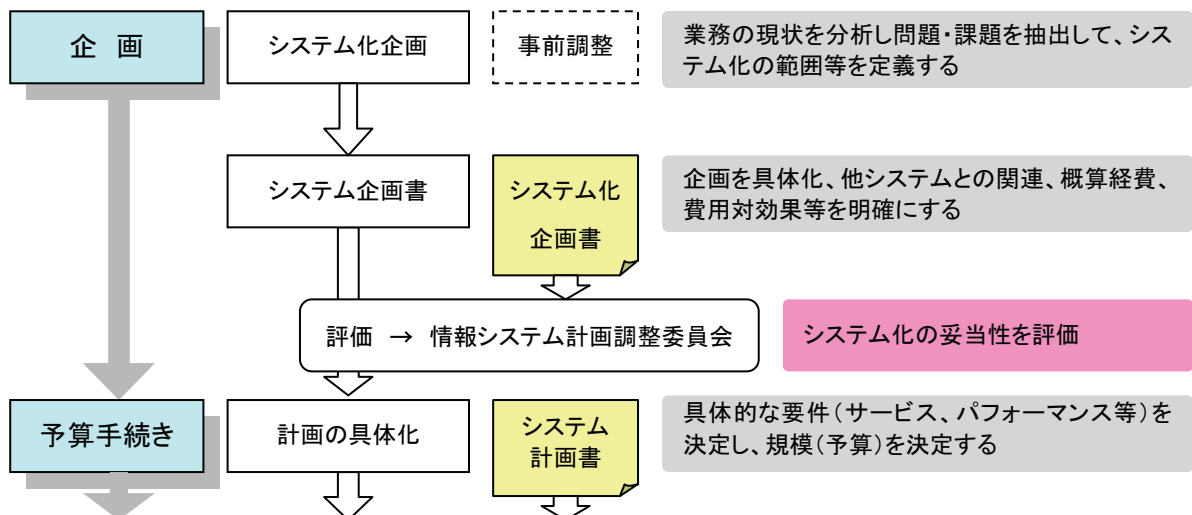 企 画
システム化企画
事前調整
業務の現状を分析し問題・課題を抽出して、シス
テム化の範囲等を定義する
システム企画書
システム化
企画書
企画を具体化、他システムとの関連、概算経費、
費用対効果等を明確にする
評価 → 情報システム計画調整委員会
システム化の妥当性を評価
予算手続き
計画の具体化
システム
計画書
具体的な要件(サービス、パフォーマンス等)を
決定し、規模(予算)を決定する